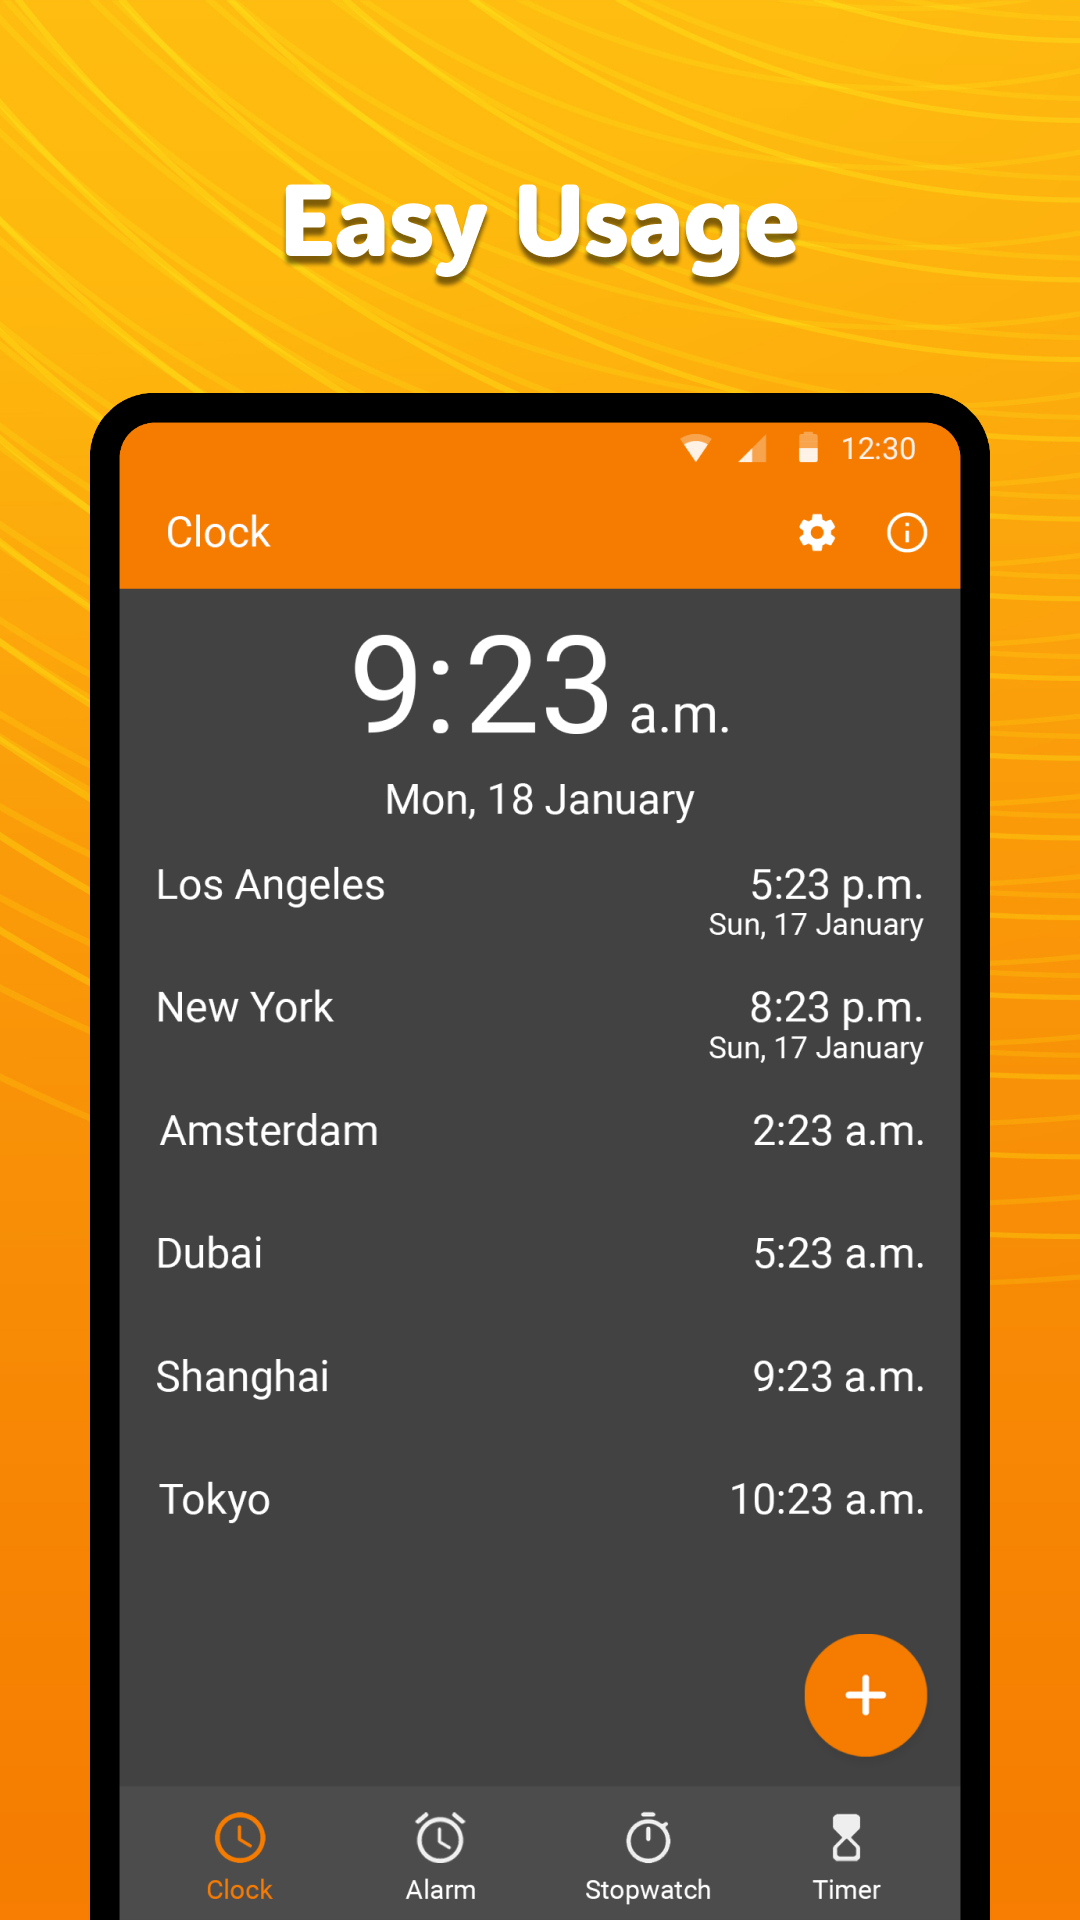 Easy Usage
12:30
Clock
9:23 a.m.
Mon, 18 January
Los Angeles 5:23 p.m.
Sun, 17 January
New York 8:23 p.m.
Sun, 17 January
Amsterdam 2:23 a.m.
Dubai 5:23 a.m.
Shanghai 9:23 a.m.
Tokyo 10:23 a.m.
Clock Alarm Stopwatch Timer